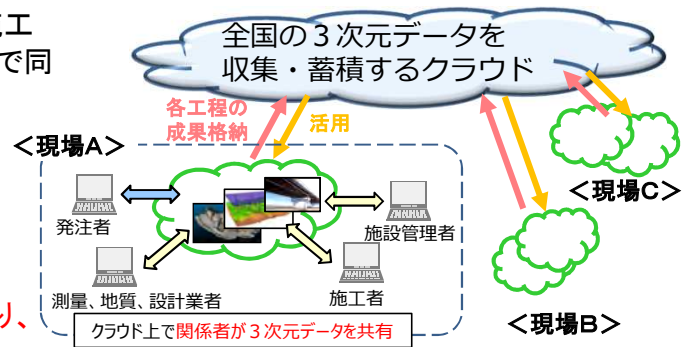 工
で同
全国の３次元データを
収集・蓄積するクラウド
各工程の
成果格納
活用
＜現場A＞
＜現場C＞
発注者
施設管理者
測量、地質、設計業者
施工者
り、
クラウド上で関係者が３次元データを共有
＜現場B＞